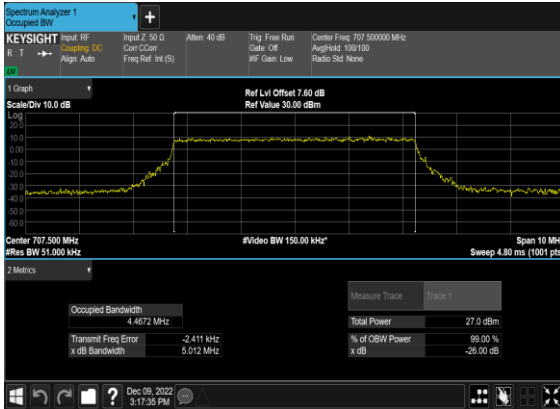 Spectrum Analyzer 1
Occupied BW
+
KEYSIGHT
R T
LXI
Input: RF
Coupling: DC
Align: Auto
Input Z: 50 Ω
Corr CCorr
Freq Ref: Int (S)
Atten: 40 dB
Trig: Free Run
Gate: Off
#IF Gain: Low
Center Freq: 707.500000 MHz
Avg|Hold: 100/100
Radio Std: None
1 Graph
Scale/Div 10.0 dB
Ref Lvl Offset 7.60 dB
Ref Value 30.00 dBm
Log
20.0
10.0
0.00
-10.0
-20.0
-30.0
-40.0
-50.0
-60.0
Center 707.500 MHz
#Res BW 51.000 kHz
#Video BW 150.00 kHz*
Span 10 MH
Sweep 4.80 ms (1001 pts
2 Metrics
Measure Trace Trace 1
Occupied Bandwidth
4.4672 MHz
Total Power 27.0 dBm
Transmit Freq Error -2.411 kHz
x dB Bandwidth 5.012 MHz
% of OBW Power 99.00 %
x dB -26.00 dB
?
Dec 09, 2022
3:17:35 PM